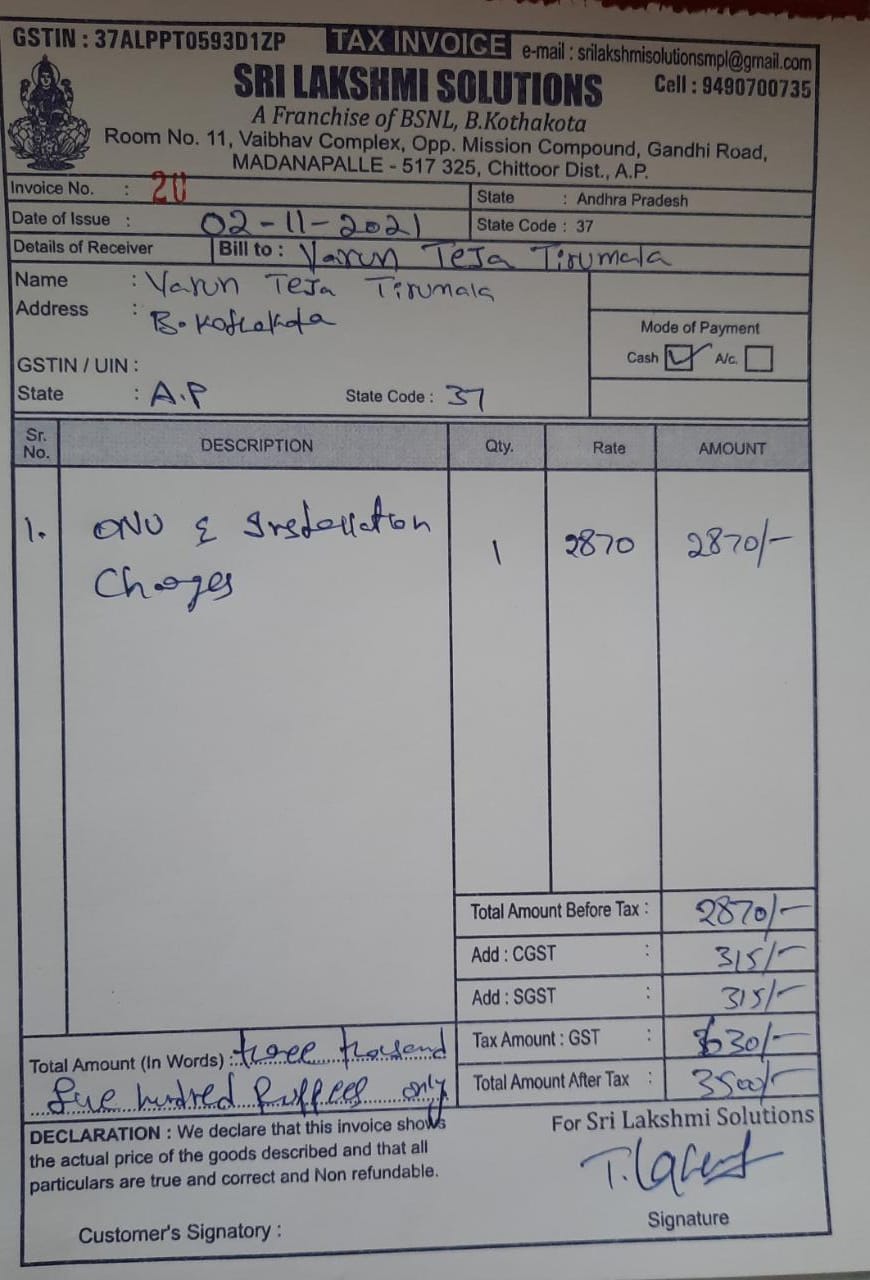 GSTIN : 37ALPPT0593D1ZP TAX INVOICE e-mail : srilakshmisolutionsmpl@gmail.com
SRI LAKSHMI SOLUTIONS Cell : 9490700735
A Franchise of BSNL, B.Kothakota
Room No. 11, Vaibhav Complex, Opp. Mission Compound, Gandhi Road,
MADANAPALLE - 517 325, Chittoor Dist., A.P.
Invoice No. : 20 State : Andhra Pradesh
Date of Issue : 02-11-2021 State Code : 37
Details of Receiver Bill to : Varun Teja Tirumala
Name : Varun Teja Tirumala
Address : B.Kothakota
Mode of Payment
Cash A/c.
GSTIN / UIN :
State : A.P State Code : 37
Sr. No. DESCRIPTION Qty. Rate AMOUNT
1. ONU & Installation 1 2870 2870/-
Charges
Total Amount Before Tax : 2870/-
Add : CGST : 315/-
Add : SGST : 315/-
Tax Amount : GST : 630/-
Total Amount After Tax : 3500/-
Total Amount (In Words) : three thousand
five hundred Ruppees only
DECLARATION : We declare that this invoice shows
the actual price of the goods described and that all
particulars are true and correct and Non refundable.
Customer's Signatory :
For Sri Lakshmi Solutions
Signature